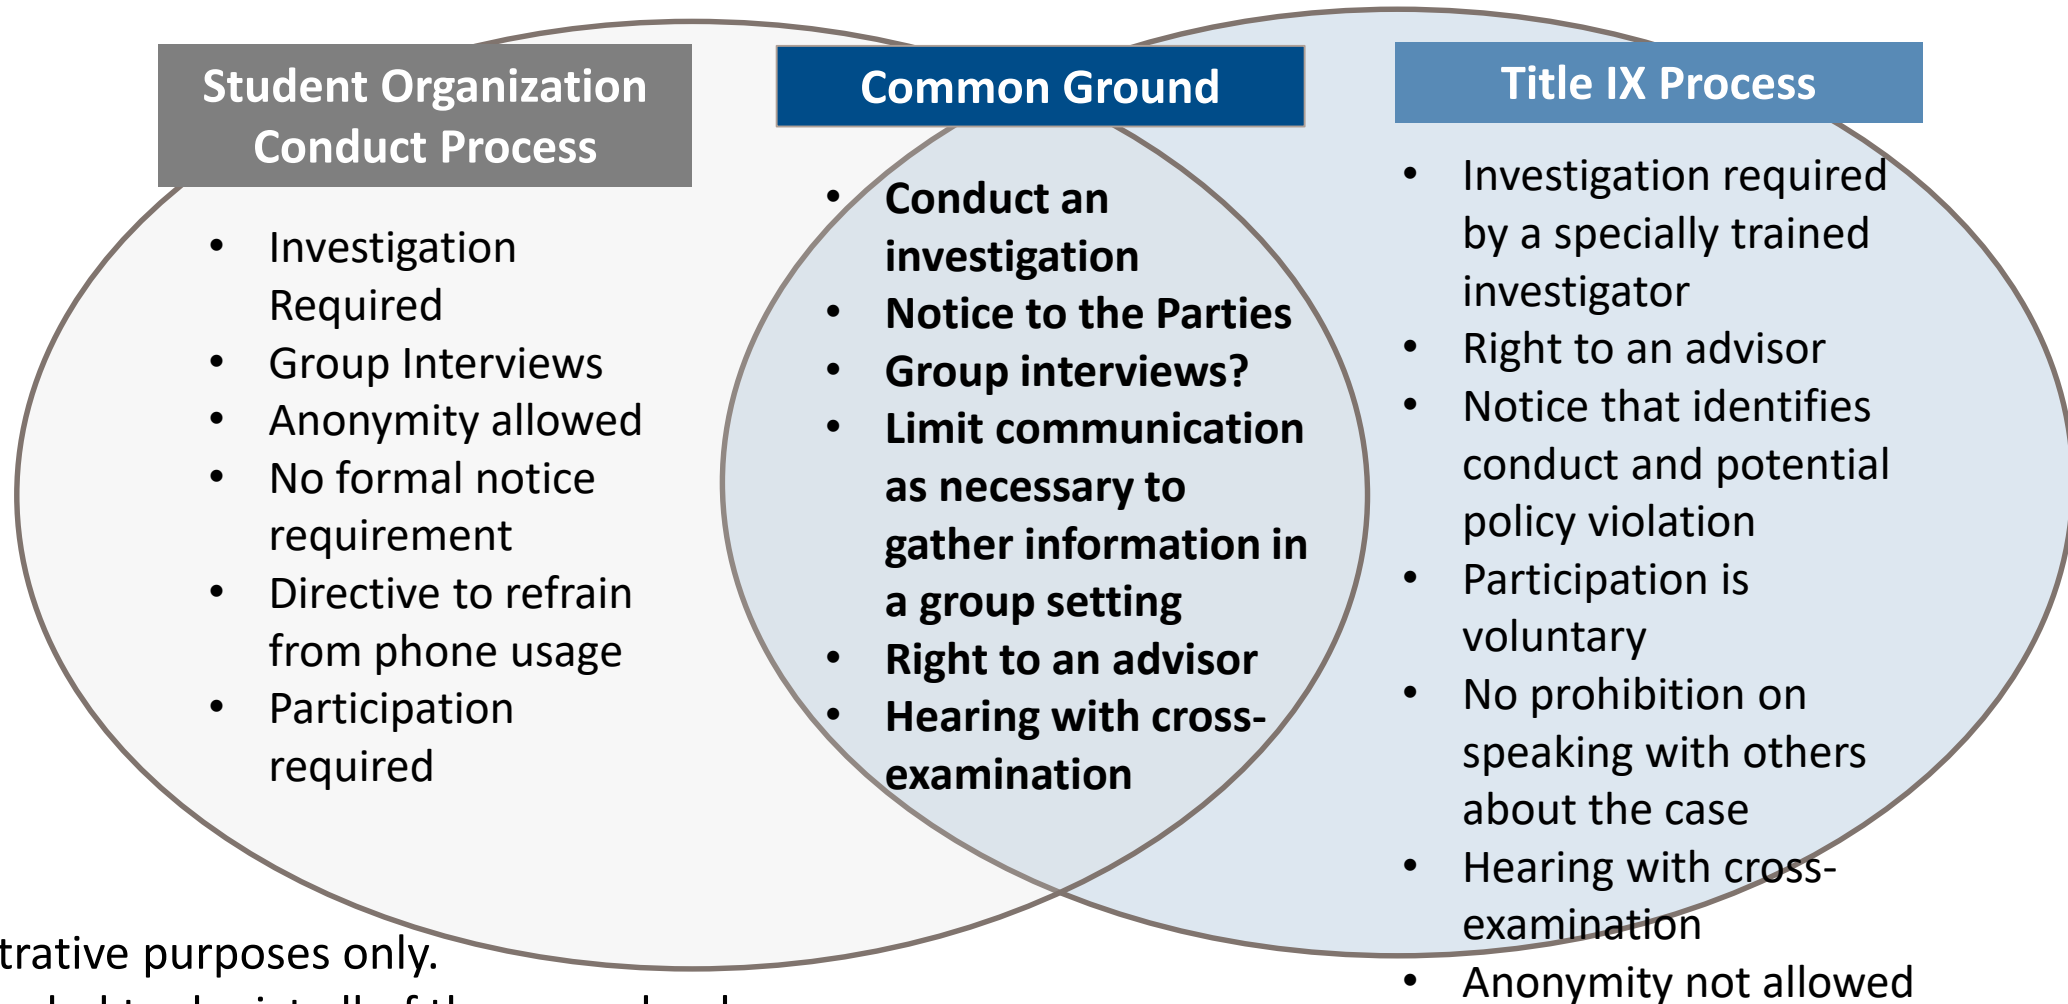 Student Organization
Conduct Process
• Investigation
Required
• Group Interviews
• Anonymity allowed
• No formal notice
requirement
• Directive to refrain
from phone usage
• Participation
required
Common Ground
• Conduct an
investigation
• Notice to the Parties
• Group interviews?
• Limit communication
as necessary to
gather information in
a group setting
• Right to an advisor
• Hearing with cross-
examination
Title IX Process
• Investigation required
by a specially trained
investigator
• Right to an advisor
• Notice that identifies
conduct and potential
policy violation
• Participation is
voluntary
• No prohibition on
speaking with others
about the case
• Hearing with cross-
examination
• Anonymity not allowed
trative purposes only.